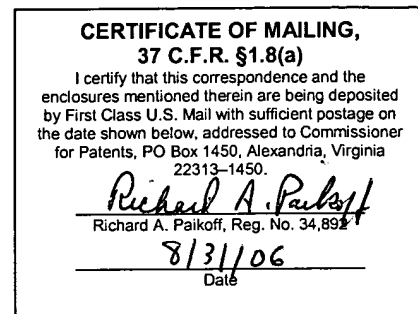 CERTIFICATE OF MAILING,
37 C.F.R. §1.8(a)
I certify that this correspondence and the
enclosures mentioned therein are being deposited
by First Class U.S. Mail with sufficient postage on
the date shown below, addressed to Commissioner
for Patents, PO Box 1450, Alexandria, Virginia
22313–1450.
Richard A. Paikoff
Richard A. Paikoff, Reg. No. 34,892
8/31/06
Date